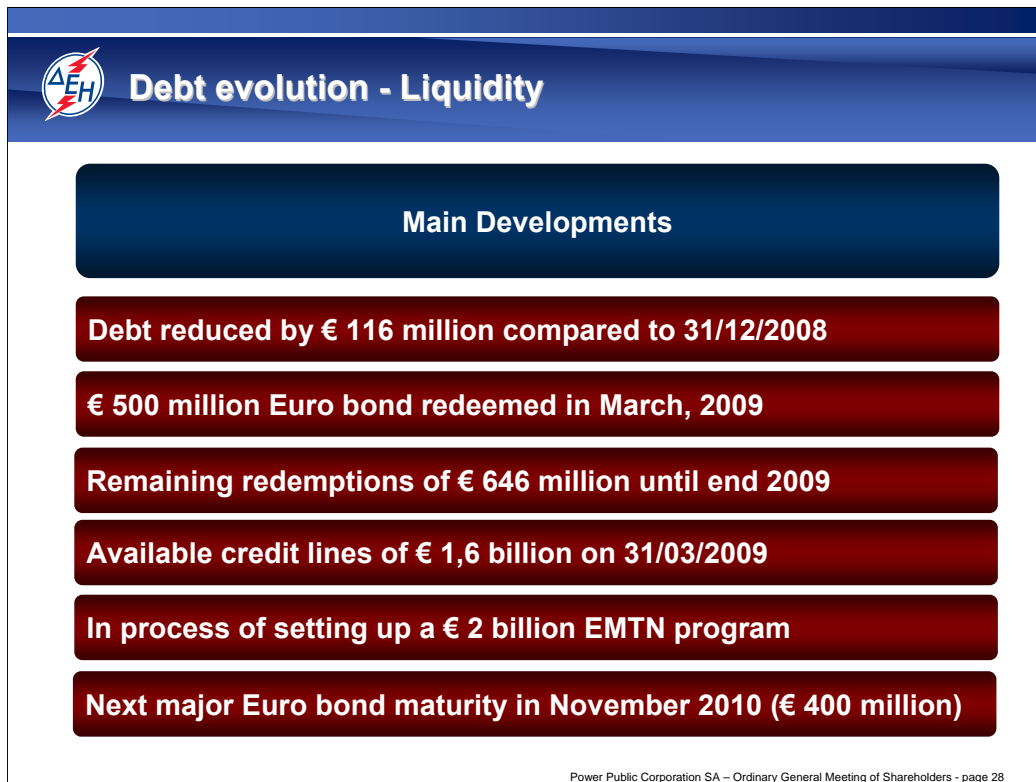 ΔΕΗ
Debt evolution - Liquidity
Main Developments
Debt reduced by € 116 million compared to 31/12/2008
€ 500 million Euro bond redeemed in March, 2009
Remaining redemptions of € 646 million until end 2009
Available credit lines of € 1,6 billion on 31/03/2009
In process of setting up a € 2 billion EMTN program
Next major Euro bond maturity in November 2010 (€ 400 million)
Power Public Corporation SA – Ordinary General Meeting of Shareholders - page 28